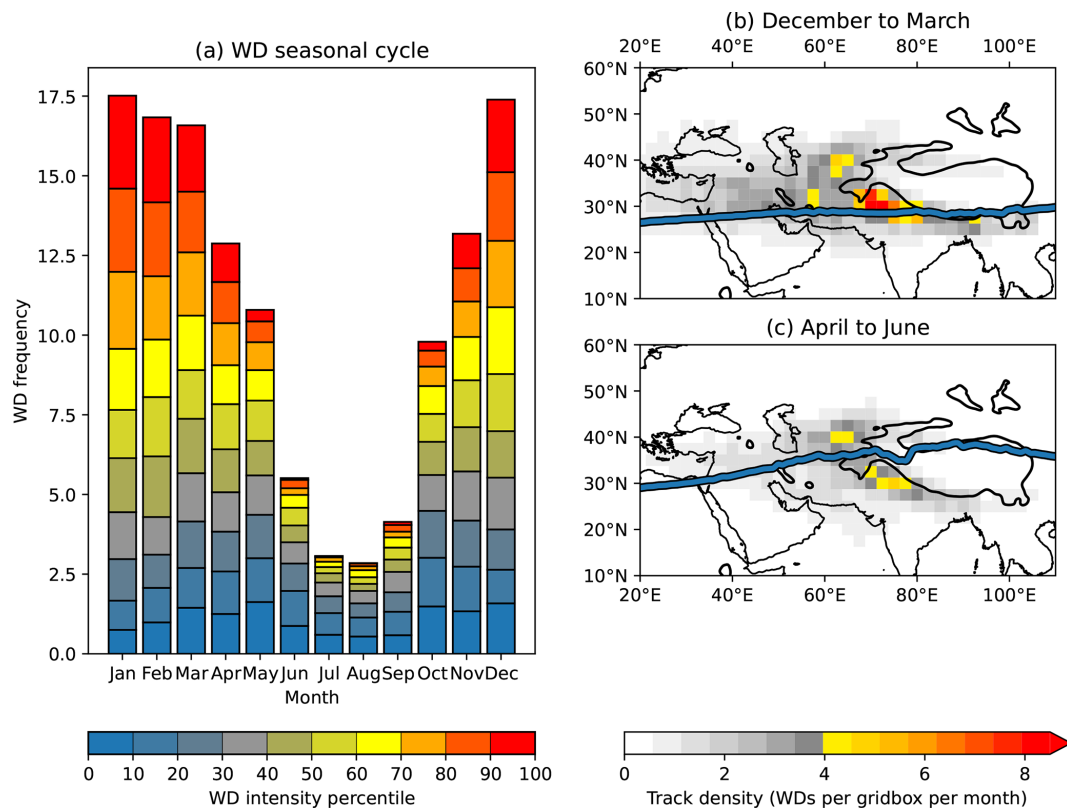 (a) WD seasonal cycle
WD frequency
17.5
15.0
12.5
10.0
7.5
5.0
2.5
0.0
Jan Feb Mar Apr May Jun Jul Aug Sep Oct Nov Dec
Month
0 10 20 30 40 50 60 70 80 90 100
WD intensity percentile
(b) December to March
20°E 40°E 60°E 80°E 100°E
60°N
50°N
40°N
30°N
20°N
10°N
(c) April to June
60°N
50°N
40°N
30°N
20°N
10°N
20°E 40°E 60°E 80°E 100°E
0 2 4 6 8
Track density (WDs per gridbox per month)